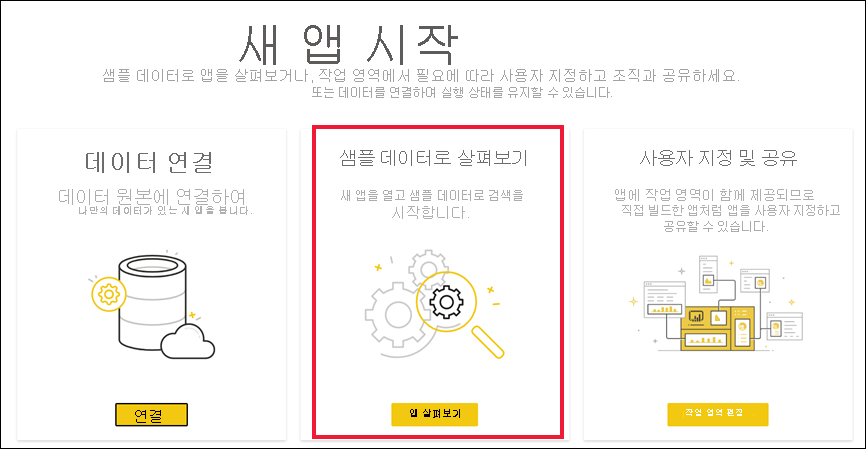 새 앱 시작
샘플 데이터로 앱을 살펴보거나, 작업 영역에서 필요에 따라 사용자 지정하고 조직과 공유하세요.
또는 데이터를 연결하여 실행 상태를 유지할 수 있습니다.
데이터 연결
데이터 원본에 연결하여
나만의 데이터가 있는 새 앱을 봅니다.
연결
샘플 데이터로 살펴보기
새 앱을 열고 샘플 데이터로 검색을
시작합니다.
앱 살펴보기
사용자 지정 및 공유
앱에 작업 영역이 함께 제공되므로
직접 빌드한 앱처럼 앱을 사용자 지정하고
공유할 수 있습니다.
작업 영역 편집